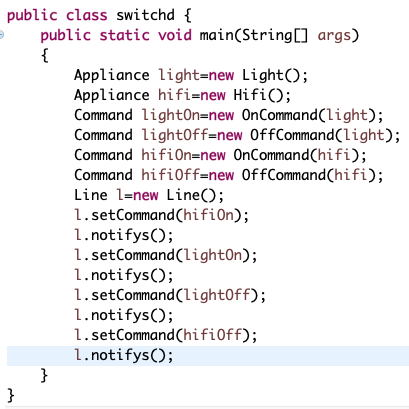 public class switchd {
    public static void main(String[] args)
    {
        Appliance light=new Light();
        Appliance hifi=new Hifi();
        Command lightOn=new OnCommand(light);
        Command lightOff=new OffCommand(light);
        Command hifiOn=new OnCommand(hifi);
        Command hifiOff=new OffCommand(hifi);
        Line l=new Line();
        l.setCommand(hifiOn);
        l.notifys();
        l.setCommand(lightOn);
        l.notifys();
        l.setCommand(lightOff);
        l.notifys();
        l.setCommand(hifiOff);
        l.notifys();
    }
}